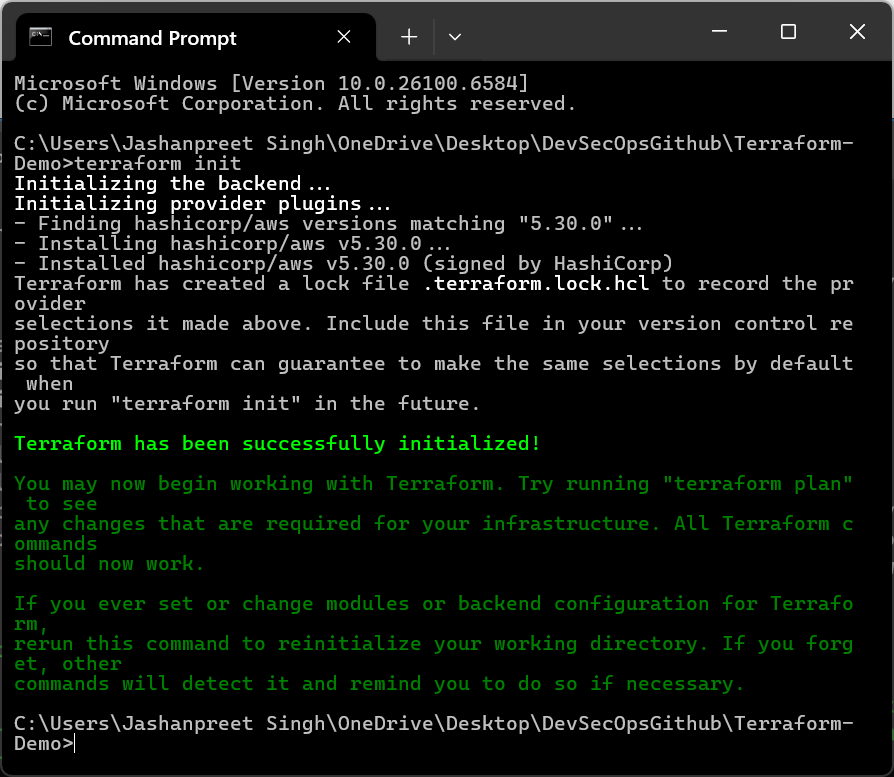 Command Prompt
Microsoft Windows [Version 10.0.26100.6584]
(c) Microsoft Corporation. All rights reserved.
C:\Users\Jashanpreet Singh\OneDrive\Desktop\DevSecOpsGithub\Terraform-
Demo>terraform init
Initializing the backend...
Initializing provider plugins...
- Finding hashicorp/aws versions matching "5.30.0"...
- Installing hashicorp/aws v5.30.0...
- Installed hashicorp/aws v5.30.0 (signed by HashiCorp)
Terraform has created a lock file .terraform.lock.hcl to record the pr
ovider
selections it made above. Include this file in your version control re
pository
so that Terraform can guarantee to make the same selections by default
 when
you run "terraform init" in the future.
Terraform has been successfully initialized!
You may now begin working with Terraform. Try running "terraform plan"
 to see
any changes that are required for your infrastructure. All Terraform c
ommands
should now work.
If you ever set or change modules or backend configuration for Terrafo
rm,
rerun this command to reinitialize your working directory. If you forg
et, other
commands will detect it and remind you to do so if necessary.
C:\Users\Jashanpreet Singh\OneDrive\Desktop\DevSecOpsGithub\Terraform-
Demo>